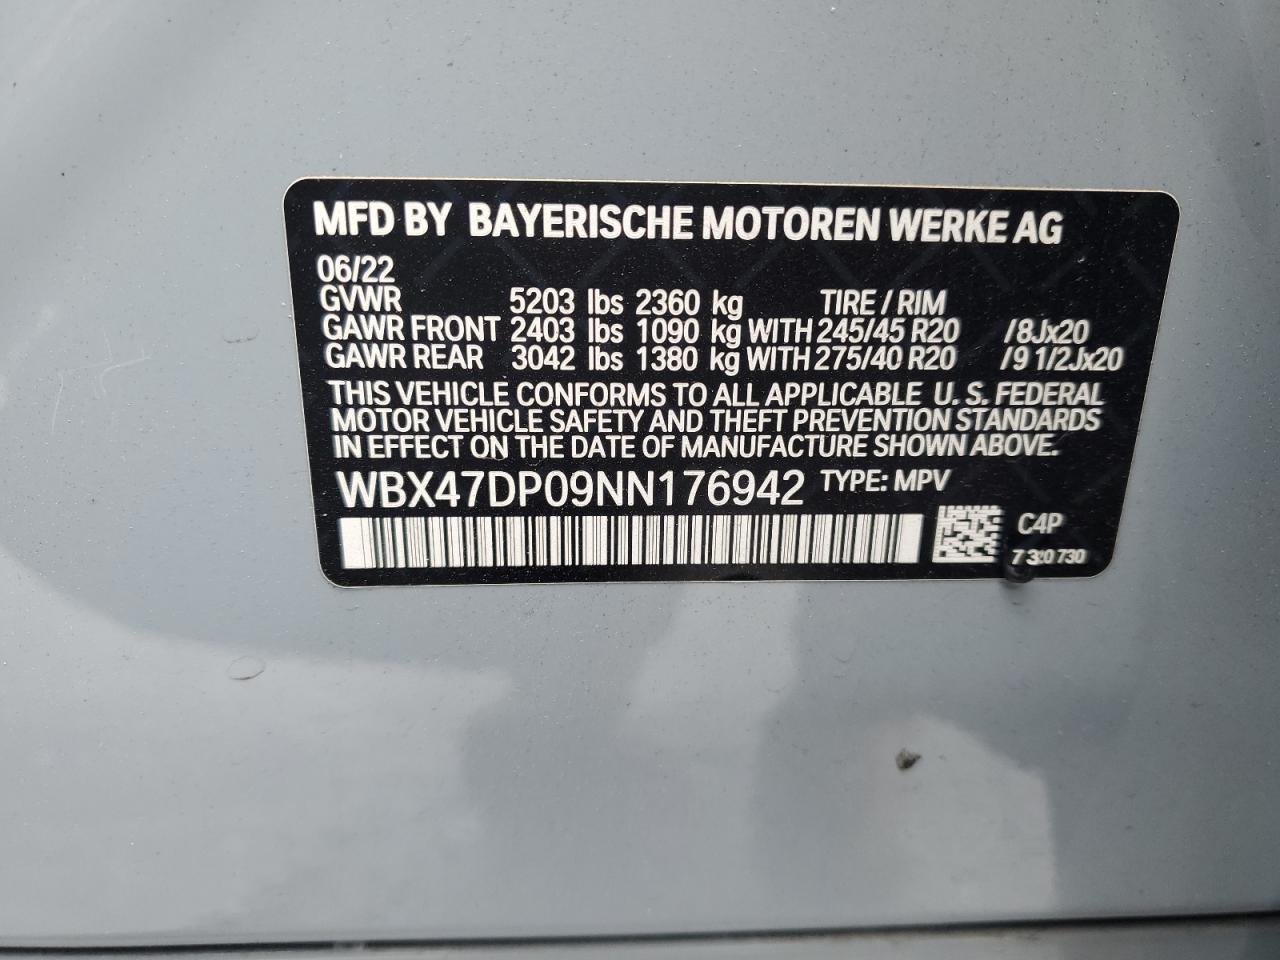 MFD BY BAYERISCHE MOTOREN WERKE AG
06/22
GVWR 5203 lbs 2360 kg TIRE / RIM
GAWR FRONT 2403 lbs 1090 kg WITH 245/45 R20 /8Jx20
GAWR REAR 3042 lbs 1380 kg WITH 275/40 R20 /9 1/2Jx20
THIS VEHICLE CONFORMS TO ALL APPLICABLE U. S. FEDERAL
MOTOR VEHICLE SAFETY AND THEFT PREVENTION STANDARDS
IN EFFECT ON THE DATE OF MANUFACTURE SHOWN ABOVE.
WBX47DP09NN176942 TYPE: MPV
C4P